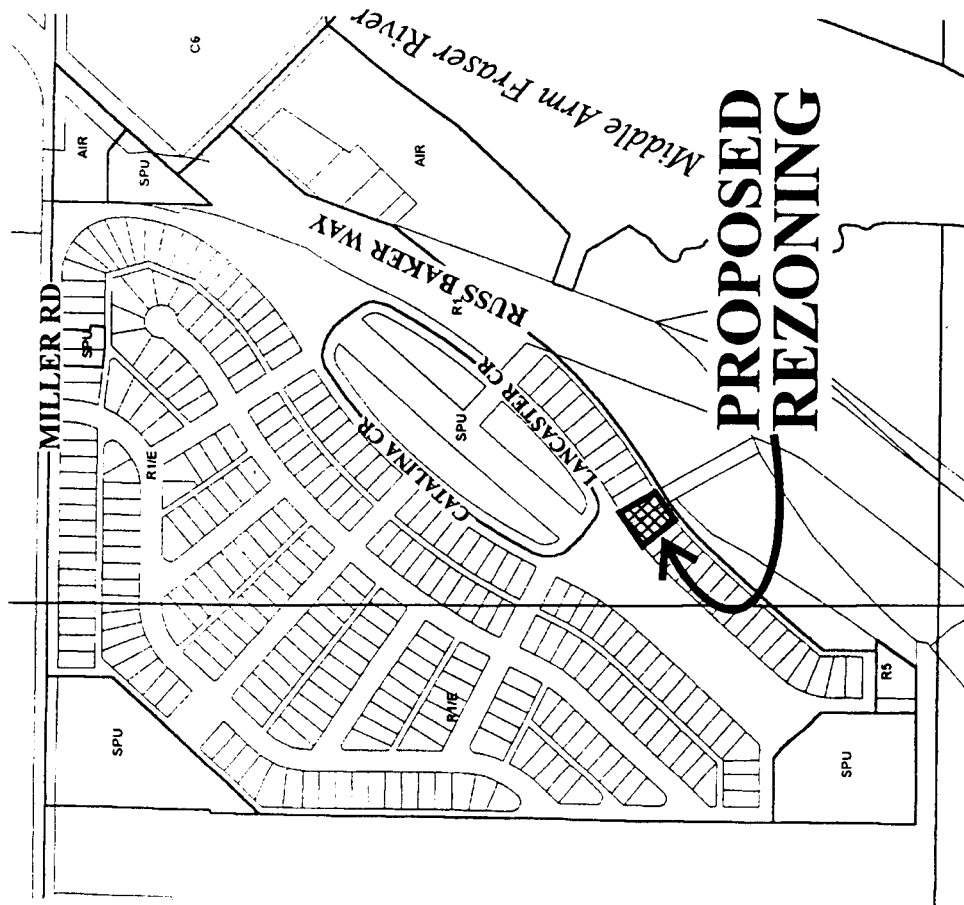 C6
Middle Arm Fraser River
AIR
SPU
AIR
MILLER RD
SPU
RUSS BAKER WAY
R1/E
CATALINA CR
SPU
LANCASTER CR
PROPOSED
REZONING
R1/E
SPU
R5
SPU